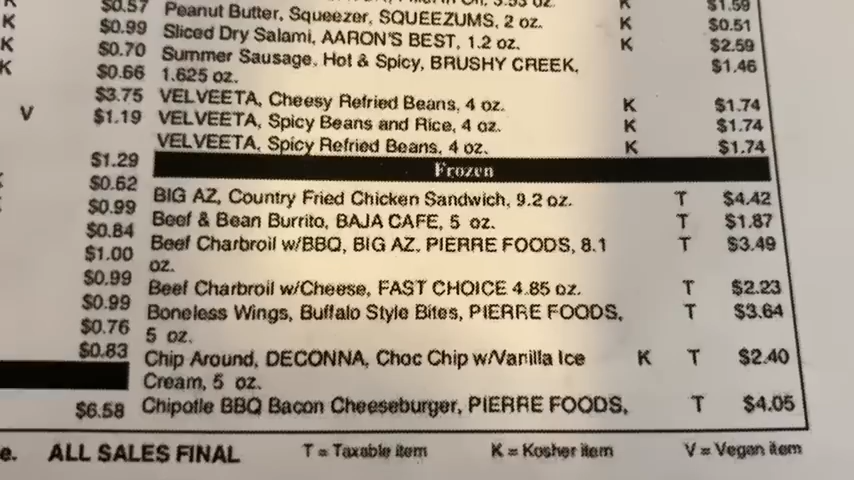 K $0.57 Peanut Butter, Squeezer, SQUEEZUMS, 2 oz. K $0.51
K $0.99 Sliced Dry Salami, AARON'S BEST, 1.2 oz. K $2.59
K $0.70 Summer Sausage, Hot & Spicy, BRUSHY CREEK, $1.46
K $0.66 1.625 oz.
$3.75 VELVEETA, Cheesy Refried Beans, 4 oz. K $1.74
V $1.19 VELVEETA, Spicy Beans and Rice, 4 oz. K $1.74
VELVEETA, Spicy Refried Beans, 4 oz. K $1.74
$1.29 Frozen
$0.62 BIG AZ, Country Fried Chicken Sandwich, 9.2 oz. T $4.42
$0.99 Beef & Bean Burrito, BAJA CAFE, 5 oz. T $1.87
$0.84 Beef Charbroil w/BBQ, BIG AZ, PIERRE FOODS, 8.1 T $3.49
$1.00 oz.
$0.99 Beef Charbroil w/Cheese, FAST CHOICE 4.85 oz. T $2.23
$0.99 Boneless Wings, Buffalo Style Bites, PIERRE FOODS, T $3.64
$0.76 5 oz.
$0.83 Chip Around, DECONNA, Choc Chip w/Vanilla Ice K T $2.40
Cream, 5 oz.
$6.58 Chipotle BBQ Bacon Cheeseburger, PIERRE FOODS, T $4.05
e. ALL SALES FINAL T = Taxable item K = Kosher item V = Vegan item